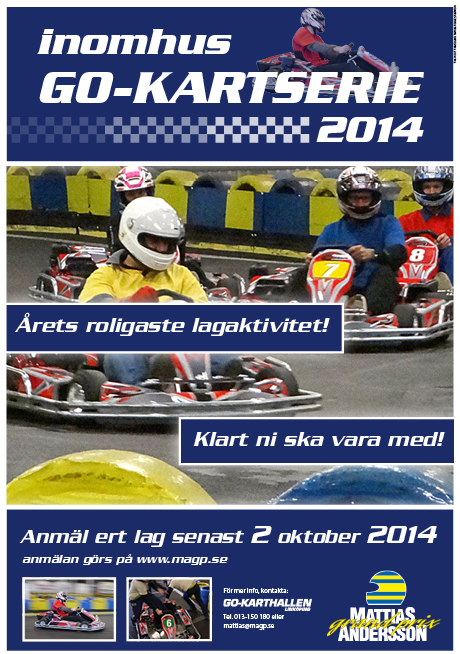 inomhus
GO-KARTSERIE
2014
7
8
Årets roligaste lagaktivitet!
Klart ni ska vara med!
Anmäl ert lag senast 2 oktober 2014
anmälan görs på www.magp.se
6
För mer info, kontakta:
GO-KARTHALLEN
LINKÖPING
Tel. 013-150 180 eller
mattias@magp.se
MATTIAS
grand prix
ANDERSSON